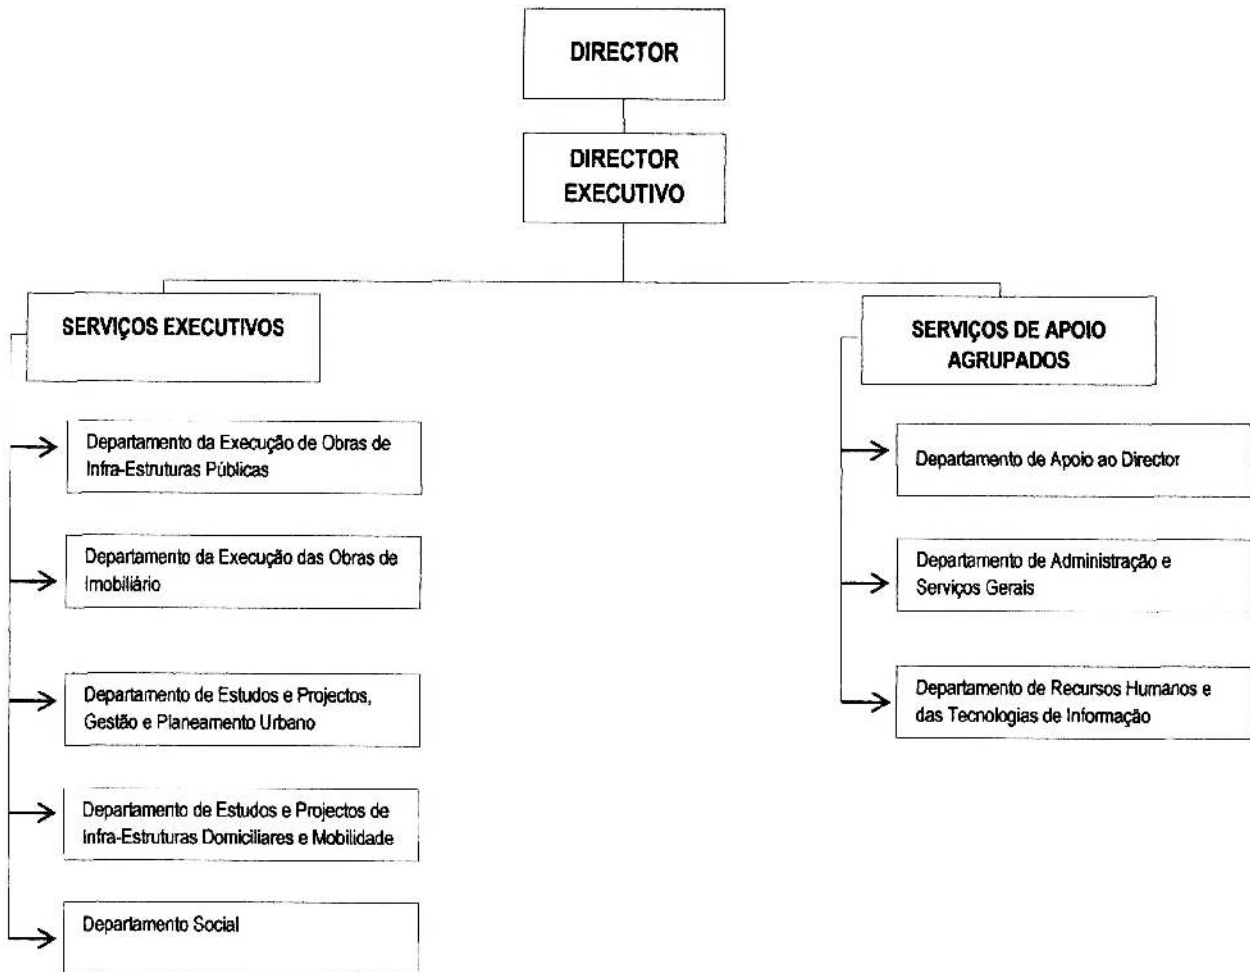 DIRECTOR
DIRECTOR
EXECUTIVO
SERVIÇOS EXECUTIVOS
Departamento da Execução de Obras de
Infra-Estruturas Públicas
Departamento da Execução das Obras de
Imobiliário
Departamento de Estudos e Projectos,
Gestão e Planeamento Urbano
Departamento de Estudos e Projectos de
Infra-Estruturas Domiciliares e Mobilidade
Departamento Social
SERVIÇOS DE APOIO
AGRUPADOS
Departamento de Apoio ao Director
Departamento de Administração e
Serviços Gerais
Departamento de Recursos Humanos e
das Tecnologias de Informação